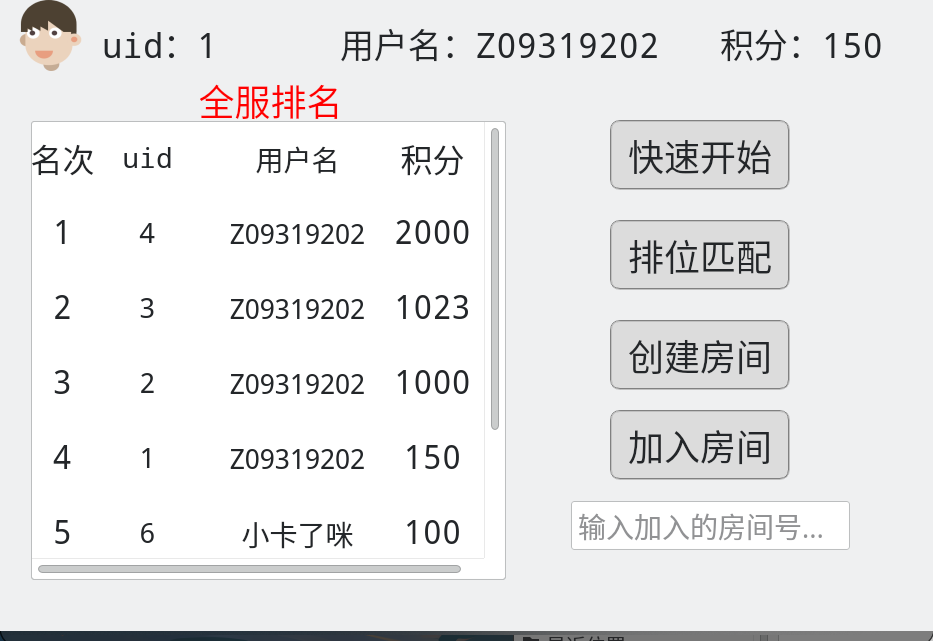 uid：1 用户名：Z09319202 积分：150
全服排名
名次 uid 用户名 积分
1 4 Z09319202 2000
2 3 Z09319202 1023
3 2 Z09319202 1000
4 1 Z09319202 150
5 6 小卡了咪 100
快速开始
排位匹配
创建房间
加入房间
输入加入的房间号...